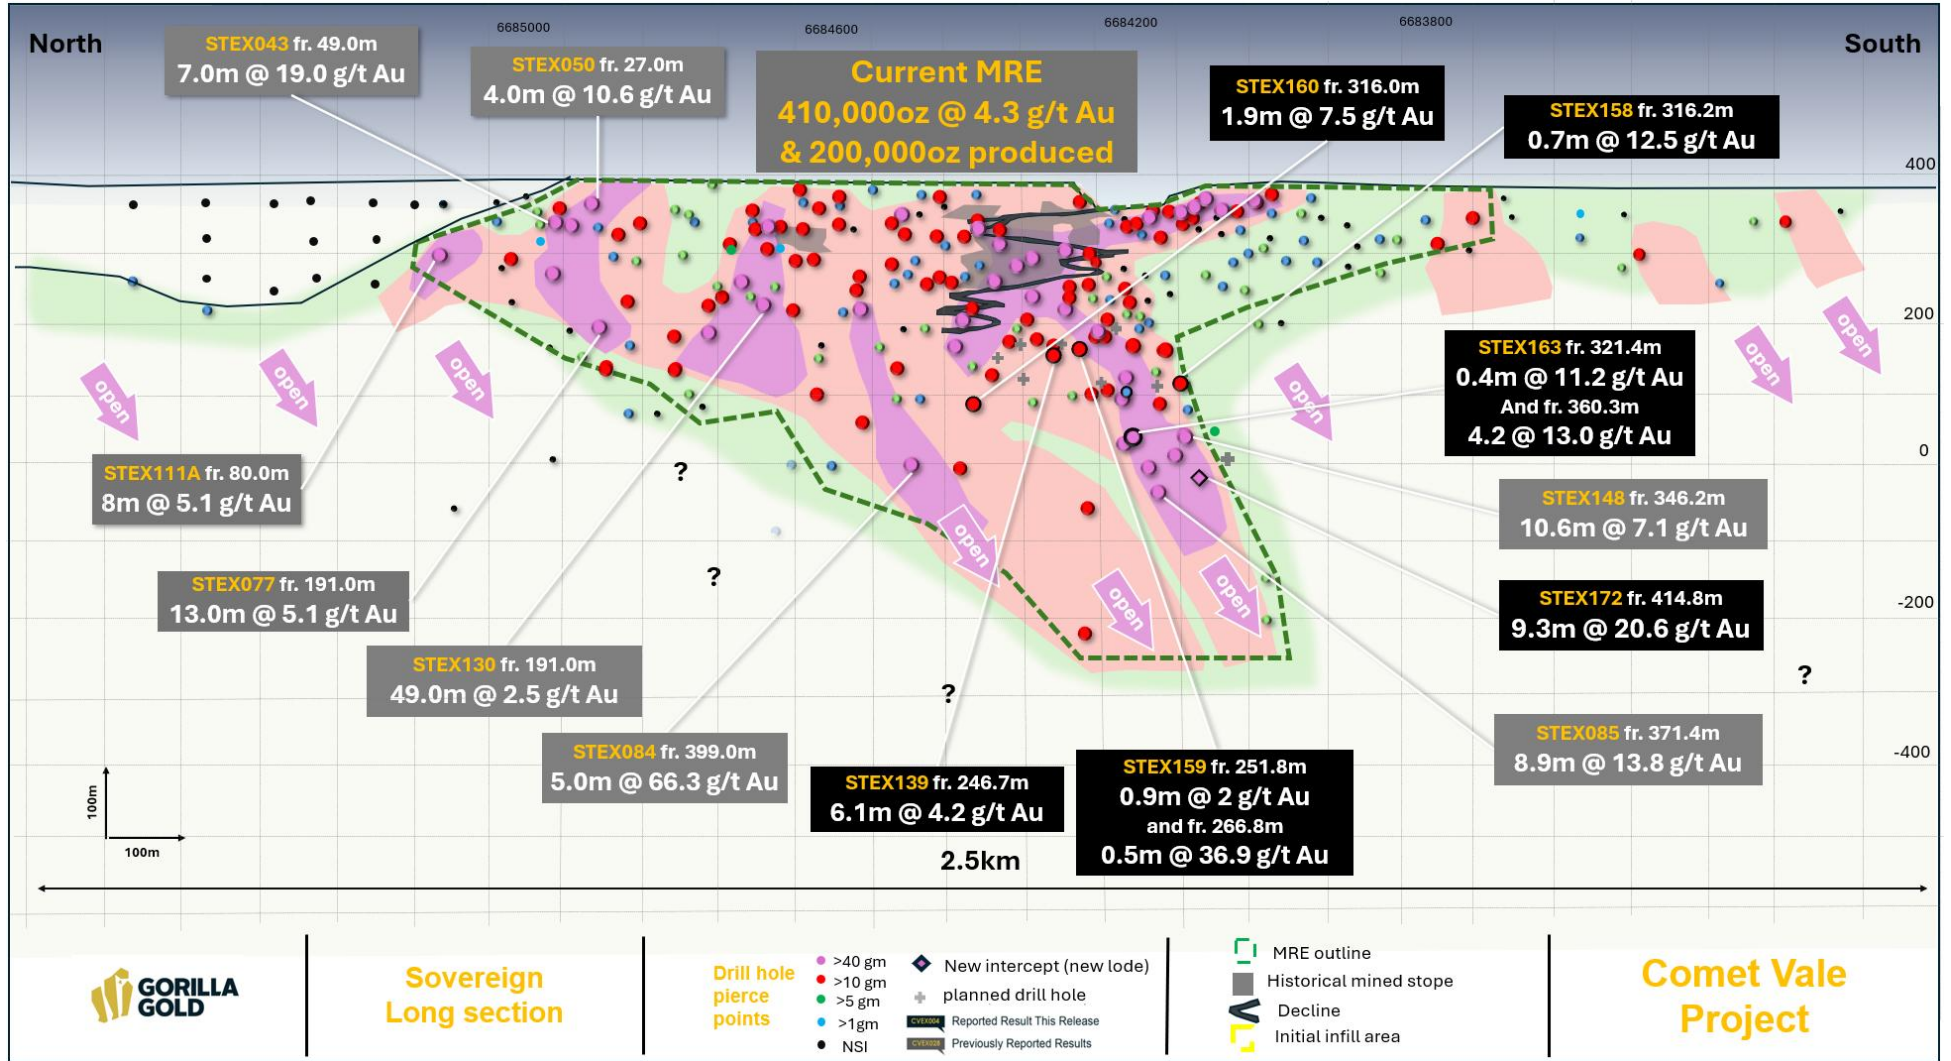 North
6685000
6684600
6684200
6683800
South
STEX043 fr. 49.0m
7.0m @ 19.0 g/t Au
STEX050 fr. 27.0m
4.0m @ 10.6 g/t Au
Current MRE
410,000oz @ 4.3 g/t Au
& 200,000oz produced
STEX160 fr. 316.0m
1.9m @ 7.5 g/t Au
STEX158 fr. 316.2m
0.7m @ 12.5 g/t Au
400
200
0
-200
-400
STEX163 fr. 321.4m
0.4m @ 11.2 g/t Au
And fr. 360.3m
4.2 @ 13.0 g/t Au
open
open
open
open
open
open
open
open
open
STEX111A fr. 80.0m
8m @ 5.1 g/t Au
?
?
?
?
STEX148 fr. 346.2m
10.6m @ 7.1 g/t Au
STEX077 fr. 191.0m
13.0m @ 5.1 g/t Au
STEX172 fr. 414.8m
9.3m @ 20.6 g/t Au
STEX130 fr. 191.0m
49.0m @ 2.5 g/t Au
STEX085 fr. 371.4m
8.9m @ 13.8 g/t Au
STEX084 fr. 399.0m
5.0m @ 66.3 g/t Au
STEX139 fr. 246.7m
6.1m @ 4.2 g/t Au
STEX159 fr. 251.8m
0.9m @ 2 g/t Au
and fr. 266.8m
0.5m @ 36.9 g/t Au
100m
100m
2.5km
GORILLA
GOLD
Sovereign
Long section
Drill hole
pierce
points
>40 gm
>10 gm
>5 gm
>1gm
NSI
New intercept (new lode)
planned drill hole
CVEX004 Reported Result This Release
CVEX028 Previously Reported Results
MRE outline
Historical mined stope
Decline
Initial infill area
Comet Vale
Project